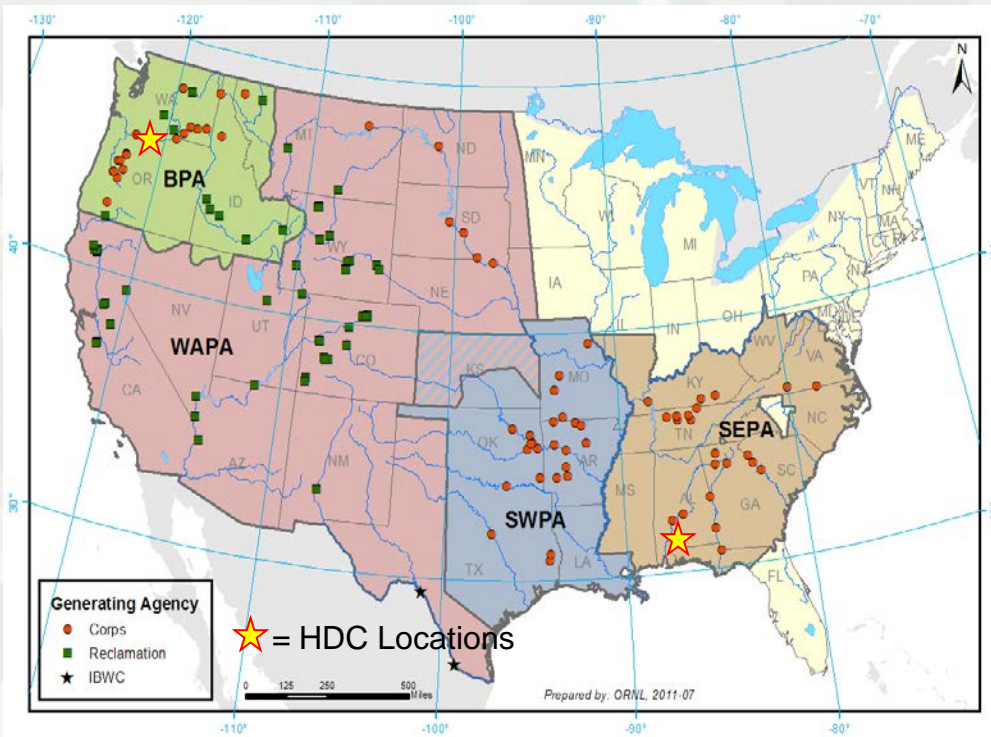 -130°
-120°
-110°
-100°
-90°
-80°
-70°
N
WA
MT
ND
MN
ME
OR
BPA
ID
SD
WI
VT
NH
WY
MI
NY
MA
CT
RI
40°
NE
IA
PA
NJ
NV
UT
IL
IN
OH
MD
WAPA
CO
KS
MO
WV
VA
CA
KY
OK
TN
SEPA
NC
AZ
NM
AR
SC
30°
MS
AL
GA
SWPA
TX
LA
FL
Generating Agency
Corps
Reclamation
IBWC
= HDC Locations
0 125 250 500
Miles
Prepared by: ORNL, 2011-07
-110°
-100°
-90°
-80°